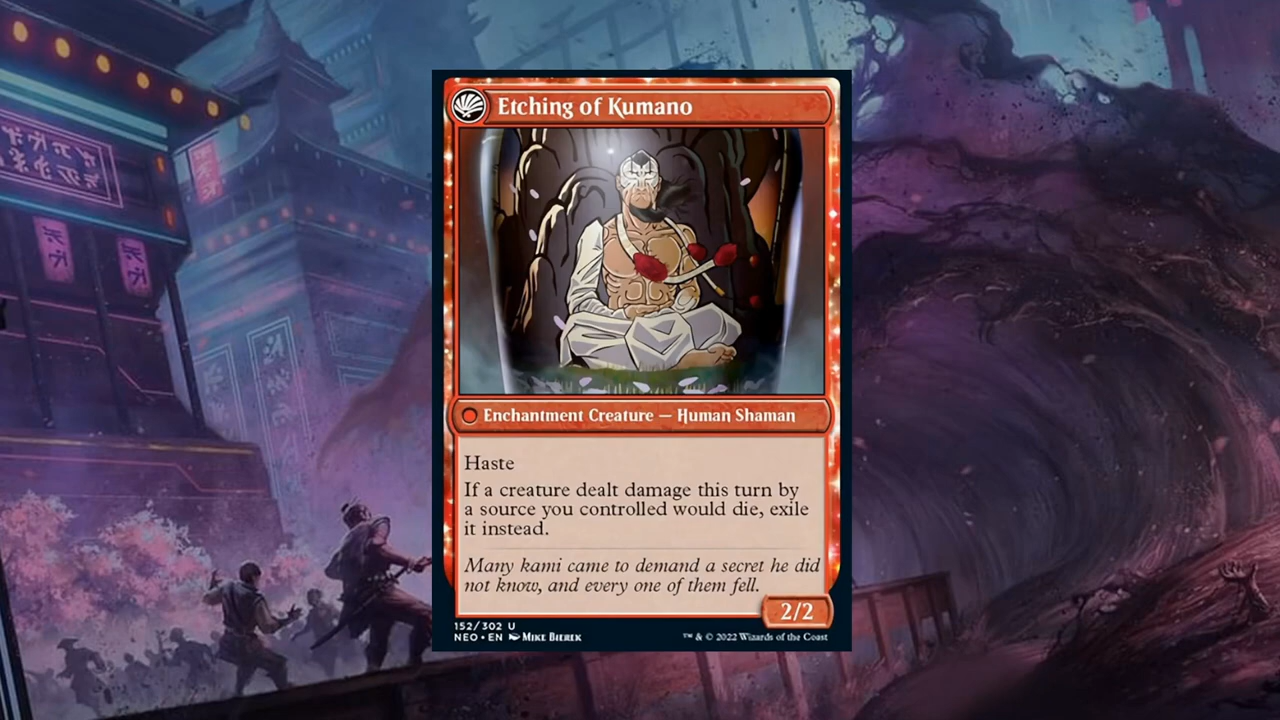 Etching of Kumano
Enchantment Creature — Human Shaman
Haste
If a creature dealt damage this turn by
a source you controlled would die, exile
it instead.
Many kami came to demand a secret he did
not know, and every one of them fell.
2/2
152/302 U
NEO • EN Mike Bierek
™ & © 2022 Wizards of the Coast